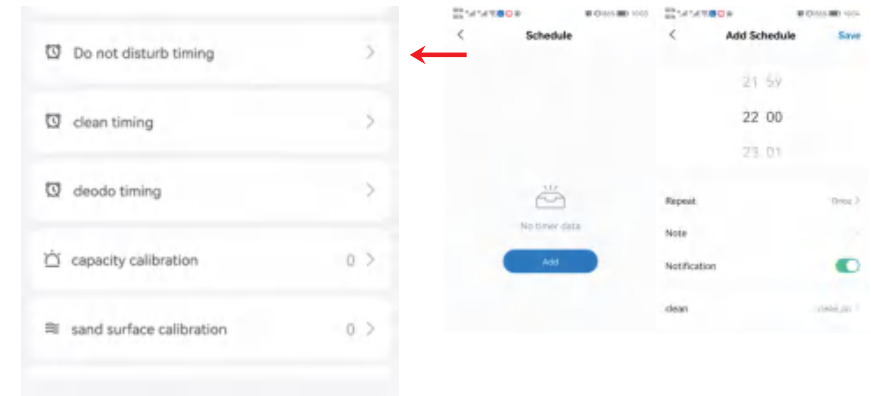 Do not disturb timing
clean timing
deodo timing
capacity calibration 0
sand surface calibration 0
Schedule
No timer data
Add
Add Schedule Save
21 59
22 00
23 01
Repeat Once
Note
Notification
clean